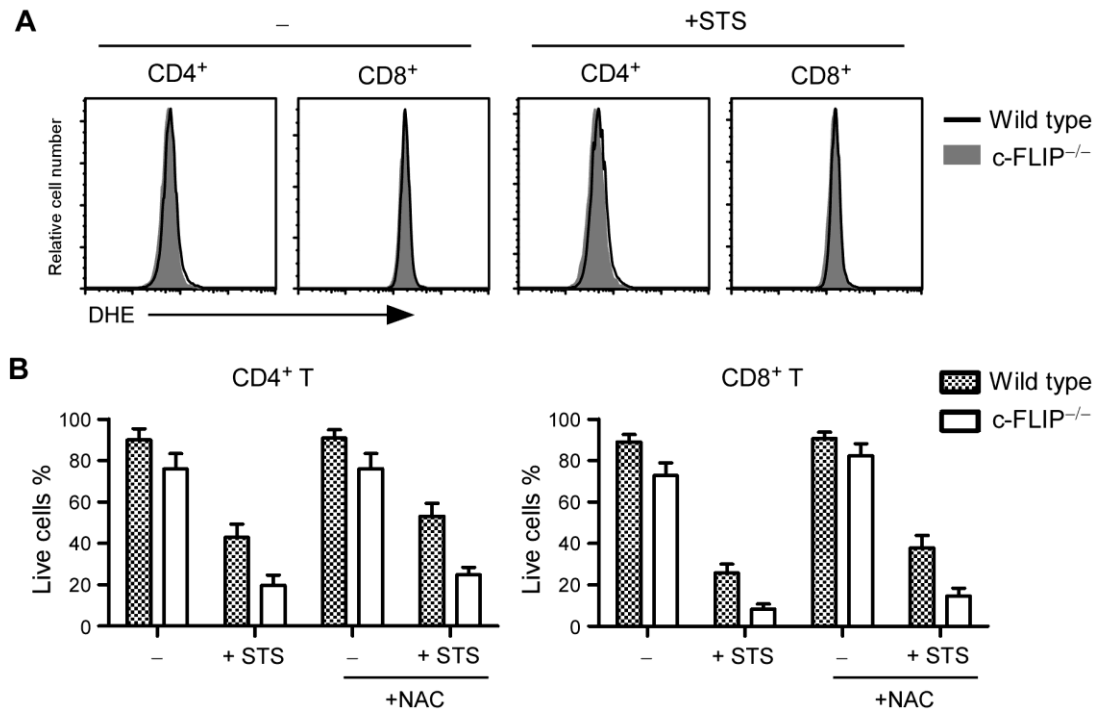 A
–
+STS
CD4⁺
CD8⁺
CD4⁺
CD8⁺
Relative cell number
Wild type
c-FLIP⁻/⁻
DHE
B
CD4⁺ T
CD8⁺ T
Wild type
c-FLIP⁻/⁻
Live cells %
100
80
60
40
20
0
– + STS – + STS
+NAC
Live cells %
100
80
60
40
20
0
– + STS – + STS
+NAC